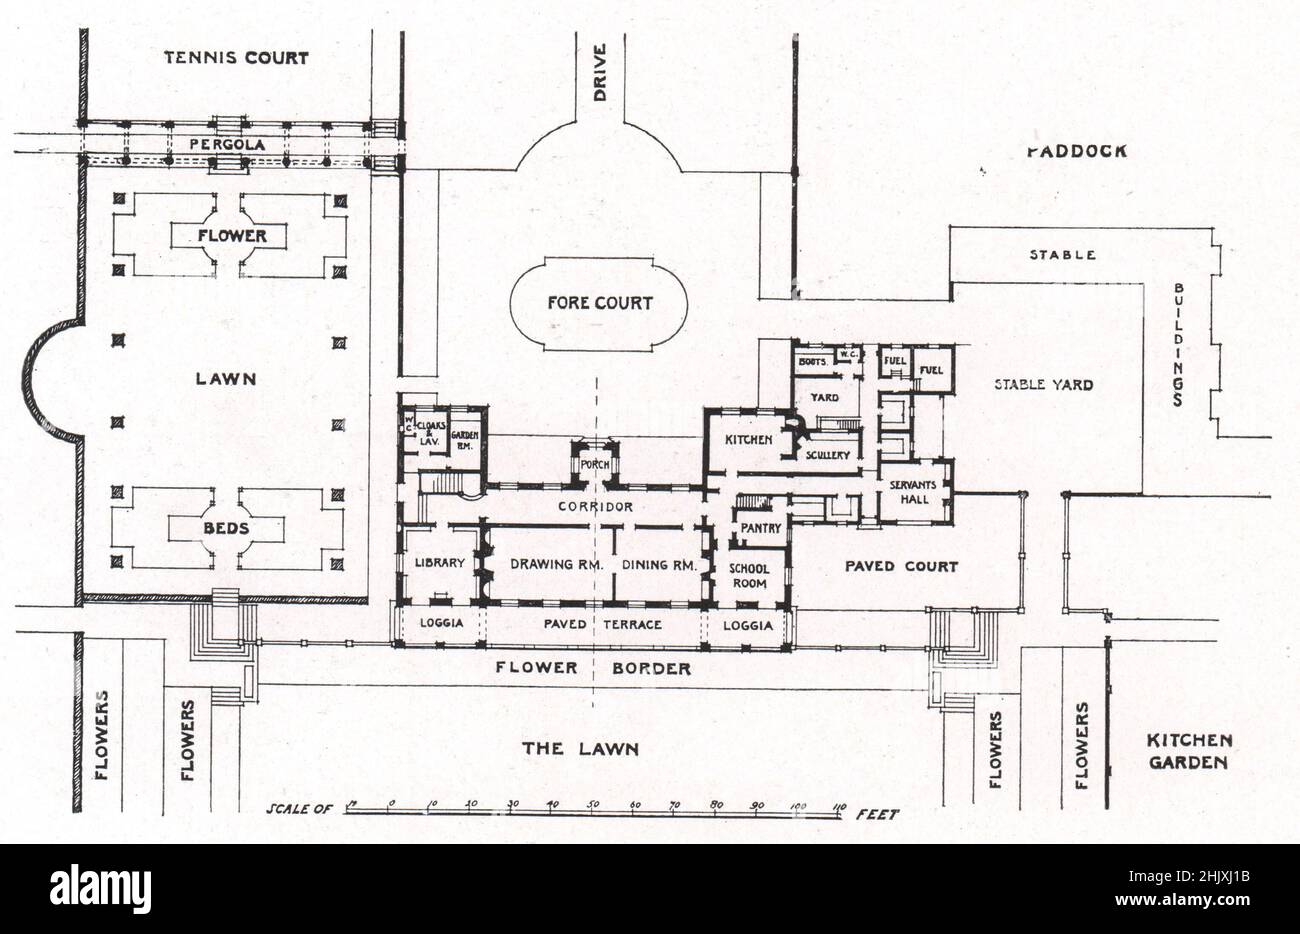 TENNIS COURT
DRIVE
PERGOLA
PADDOCK
FLOWER
STABLE
BUILDINGS
FORE COURT
LAWN
BOOTS.
W.C.
FUEL
FUEL
STABLE YARD
YARD
W.C.
CLOAKS
& LAV.
GARDEN
RM.
KITCHEN
SCULLERY
PORCH
SERVANTS
HALL
CORRIDOR
BEDS
PANTRY
LIBRARY
DRAWING RM.
DINING RM.
SCHOOL
ROOM
PAVED COURT
LOGGIA
PAVED TERRACE
LOGGIA
FLOWER BORDER
FLOWERS
FLOWERS
THE LAWN
FLOWERS
FLOWERS
KITCHEN
GARDEN
SCALE OF 10 0 10 20 30 40 50 60 70 80 90 100 110 FEET
alamy
Image ID: 2HJXJ1B
www.alamy.com